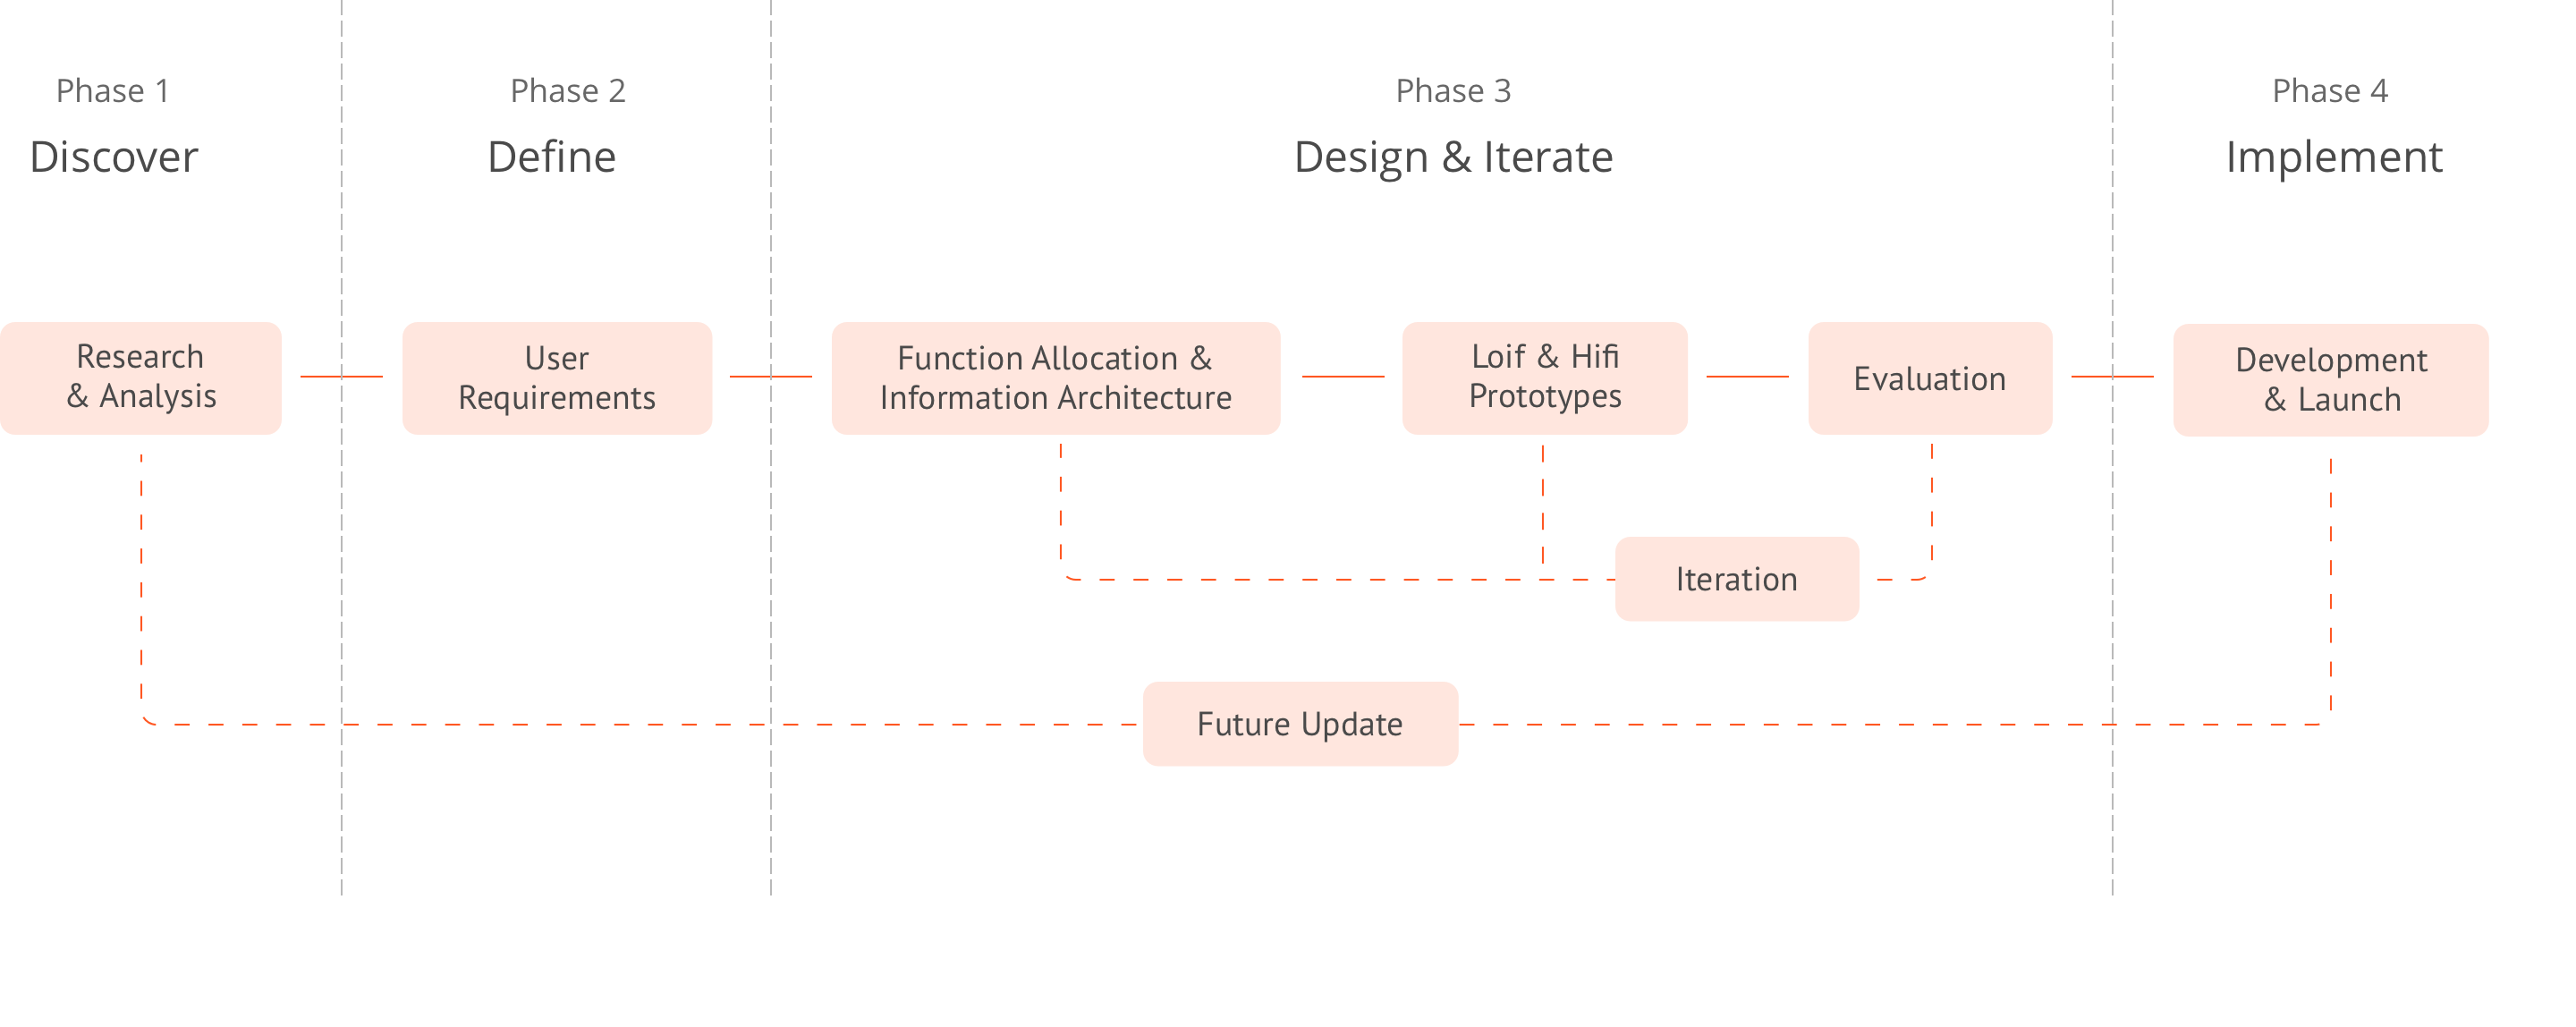 Phase 1
Discover
Phase 2
Define
Phase 3
Design & Iterate
Phase 4
Implement
Research
& Analysis
User
Requirements
Function Allocation &
Information Architecture
Loif & Hifi
Prototypes
Evaluation
Development
& Launch
Iteration
Future Update